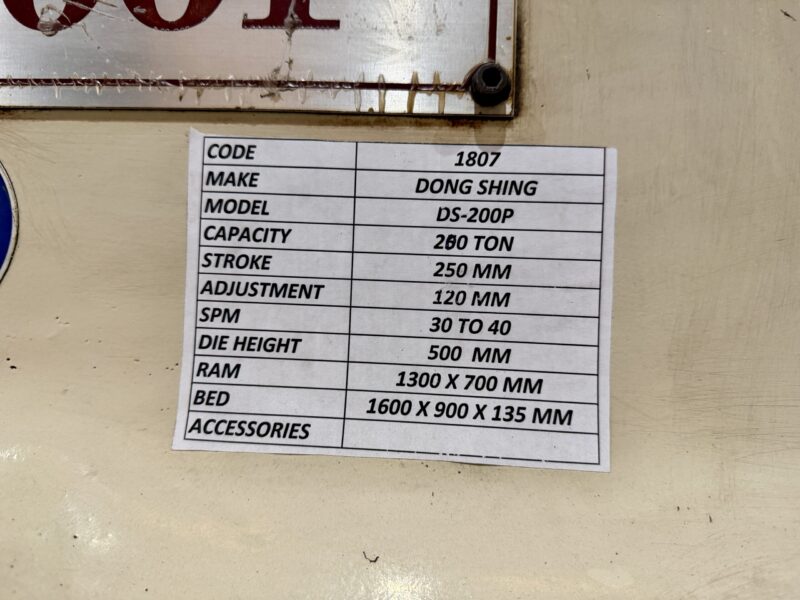 CODE 1807
MAKE DONG SHING
MODEL DS-200P
CAPACITY 200 TON
STROKE 250 MM
ADJUSTMENT 120 MM
SPM 30 TO 40
DIE HEIGHT 500 MM
RAM 1300 X 700 MM
BED 1600 X 900 X 135 MM
ACCESSORIES